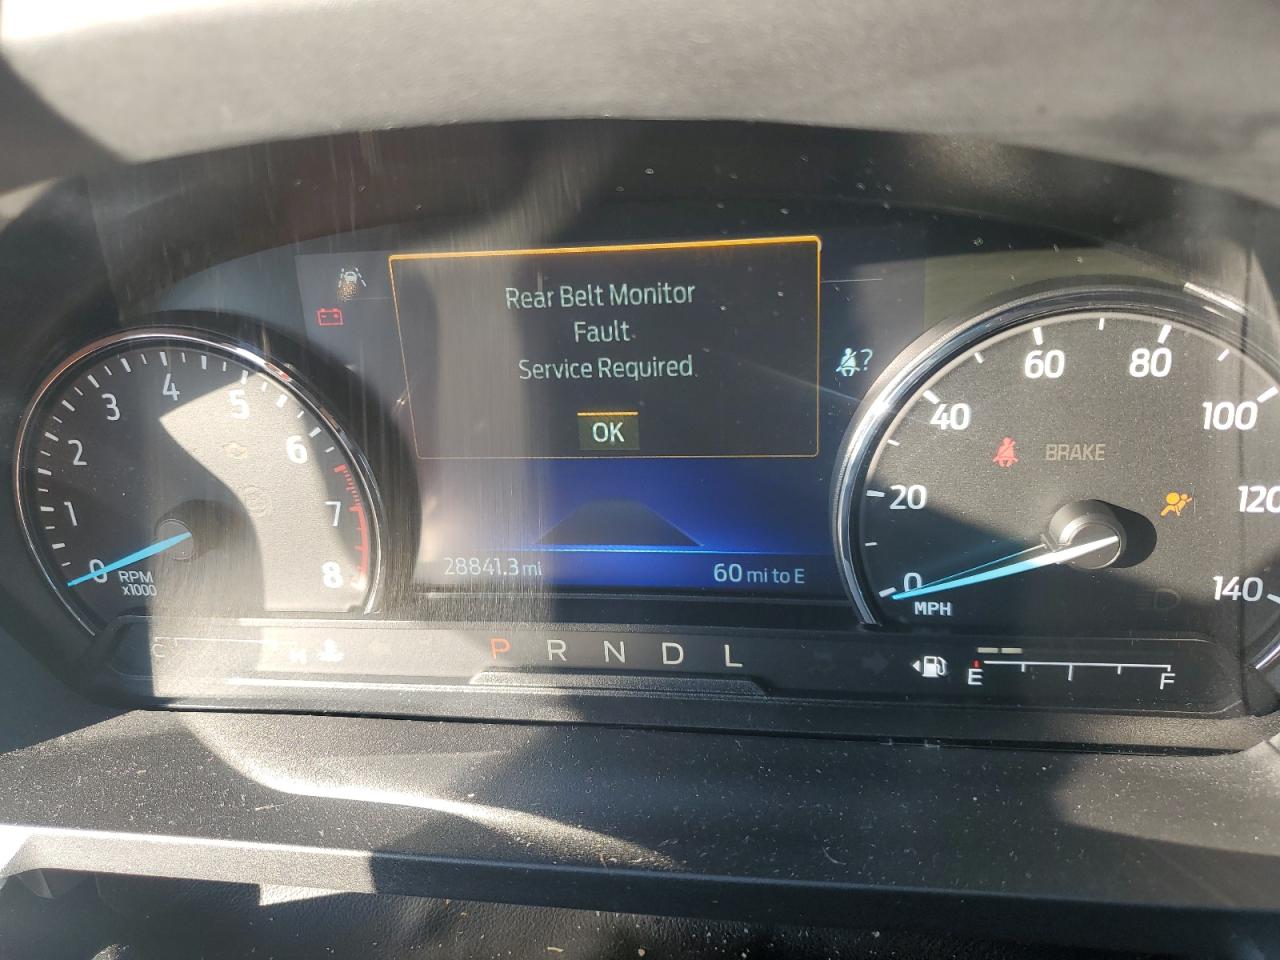 Rear Belt Monitor
Fault
Service Required
OK
?
28841.3 mi
60 mi to E
0
1
2
3
4
5
6
7
8
RPM
x1000
0
20
40
60
80
100
120
140
MPH
BRAKE
C
H
P R N D L
E
F